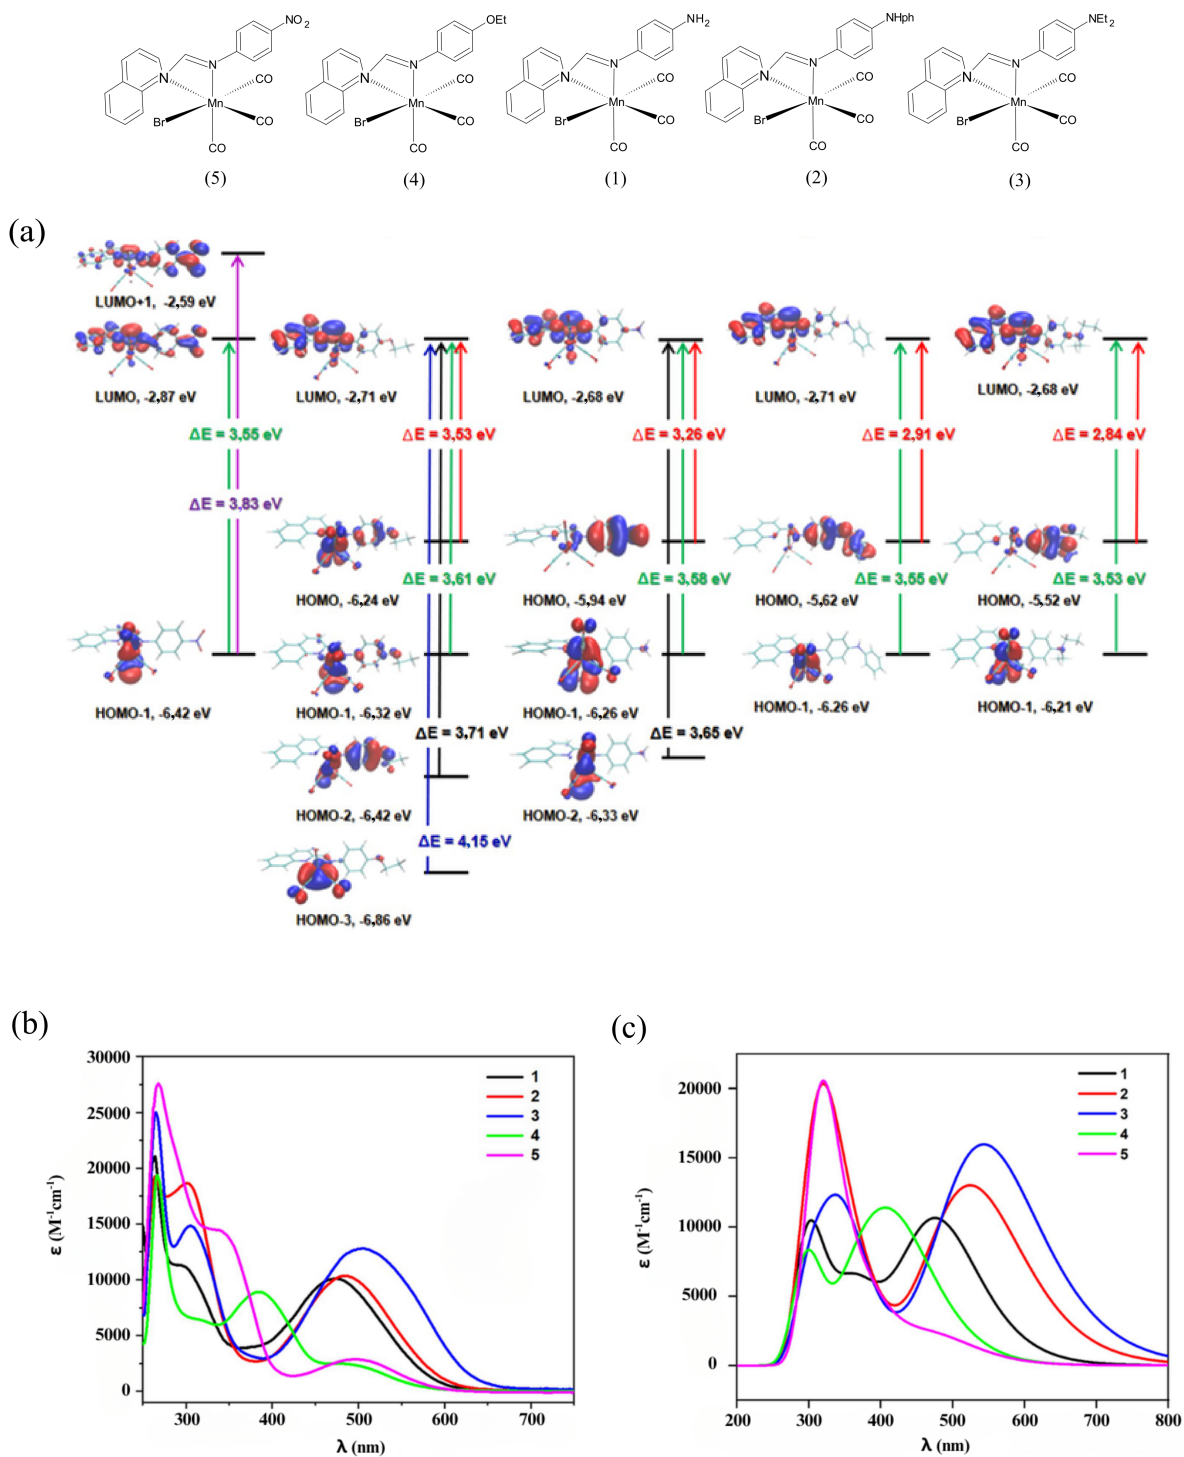 NO2 OEt NH2 NHph NEt2
N N N N N N N N N N
CO CO CO CO CO
Mn Mn Mn Mn Mn
Br CO Br CO Br CO Br CO Br CO
CO CO CO CO CO
(5) (4) (1) (2) (3)
(a)
LUMO+1, -2,59 eV
LUMO, -2,87 eV LUMO, -2,71 eV LUMO, -2,68 eV LUMO, -2,71 eV LUMO, -2,68 eV
ΔE = 3,55 eV ΔE = 3,53 eV ΔE = 3,26 eV ΔE = 2,91 eV ΔE = 2,84 eV
ΔE = 3,83 eV
ΔE = 3,61 eV ΔE = 3,58 eV ΔE = 3,55 eV ΔE = 3,53 eV
HOMO, -6,24 eV HOMO, -5,94 eV HOMO, -5,62 eV HOMO, -5,52 eV
HOMO-1, -6,42 eV HOMO-1, -6,32 eV HOMO-1, -6,26 eV HOMO-1, -6.26 eV HOMO-1, -6,21 eV
ΔE = 3,71 eV ΔE = 3,65 eV
HOMO-2, -6,42 eV HOMO-2, -6,33 eV
ΔE = 4,15 eV
HOMO-3, -6,86 eV
(b)
30000
25000
20000
15000
10000
5000
0
ε (M-1cm-1)
1
2
3
4
5
300 400 500 600 700
λ (nm)
(c)
20000
15000
10000
5000
0
ε (M-1cm-1)
1
2
3
4
5
200 300 400 500 600 700 800
λ (nm)